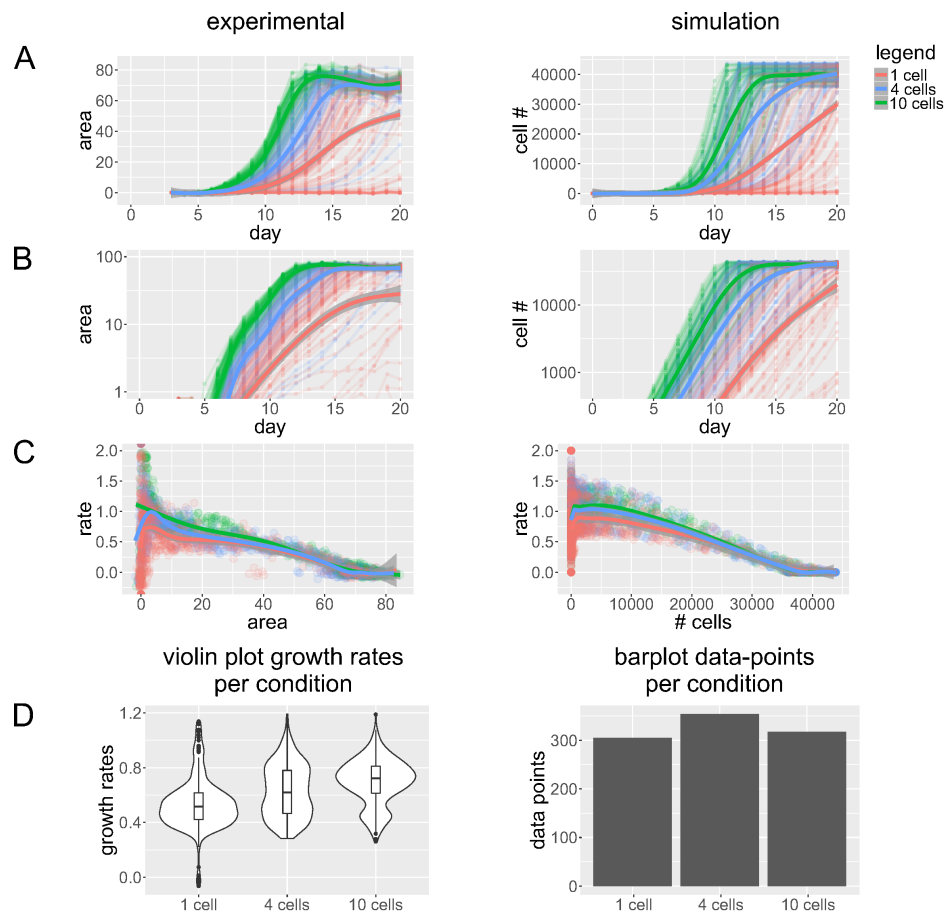 experimental simulation
A
legend
1 cell
4 cells
10 cells
area
80
60
40
20
0
0 5 10 15 20
day
cell #
40000
30000
20000
10000
0
0 5 10 15 20
day
B
area
100
10
1
0 5 10 15 20
day
cell #
10000
1000
0 5 10 15 20
day
C
rate
2.0
1.5
1.0
0.5
0.0
0 20 40 60 80
area
rate
2.0
1.5
1.0
0.5
0.0
0 10000 20000 30000 40000
# cells
violin plot growth rates
per condition
barplot data-points
per condition
D
growth rates
1.2
0.8
0.4
0.0
1 cell 4 cells 10 cells
data points
300
200
100
0
1 cell 4 cells 10 cells